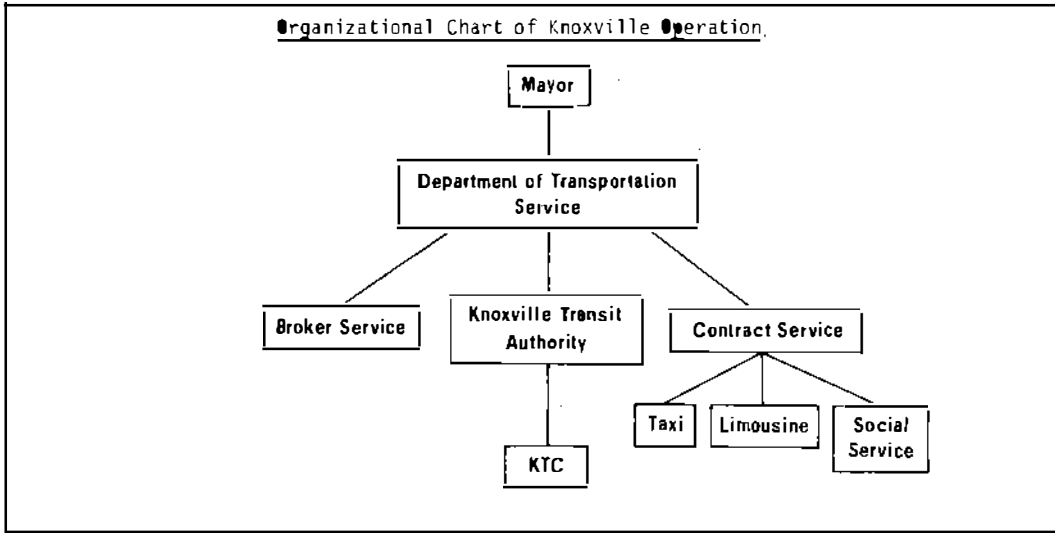 Organizational Chart of Knoxville Operation
Mayor
Department of Transportation
Service
Broker Service
Knoxville Transit
Authority
Contract Service
Taxi
Limousine
Social
Service
KTC